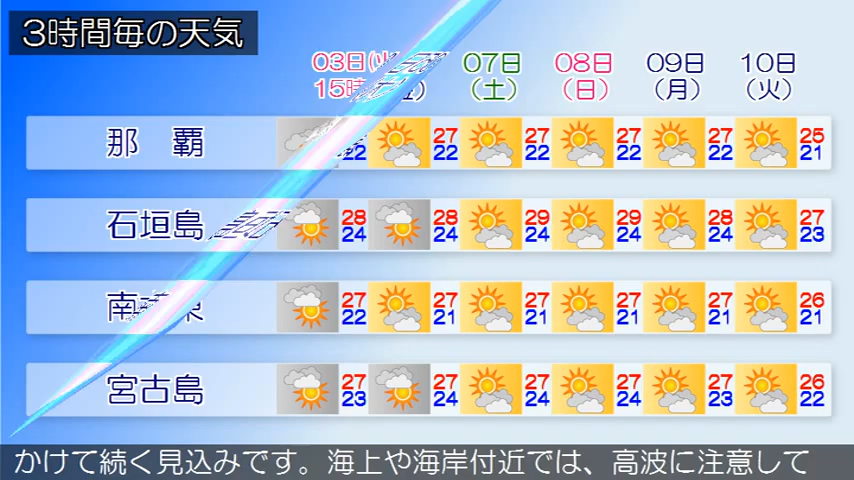 3時間毎の天気
03日 07日 08日 09日 10日
15時 (土) (日) (月) (火)
那覇 22 27 22 27 22 27 22 27 22 25 21
石垣島 28 24 28 24 29 24 29 24 28 24 27 23
南 27 22 27 21 27 21 27 21 27 21 26 21
宮古島 27 23 27 24 27 24 27 24 27 23 26 22
かけて続く見込みです。海上や海岸付近では、高波に注意して